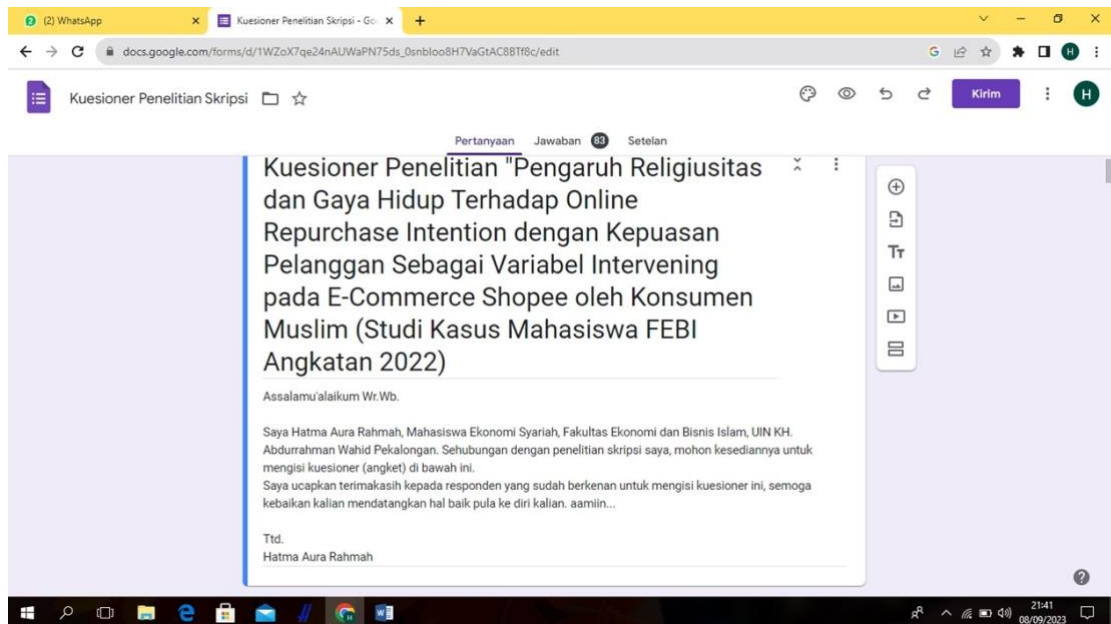 (2) WhatsApp
Kuesioner Penelitian Skripsi - Go
docs.google.com/forms/d/1WZoX7qe24nAUWaPN75ds_0snbloo8H7VaGtAC8BTf8c/edit
G
H
Kuesioner Penelitian Skripsi
Kirim
H
Pertanyaan Jawaban 83 Setelan
Kuesioner Penelitian "Pengaruh Religiusitas
dan Gaya Hidup Terhadap Online
Repurchase Intention dengan Kepuasan
Pelanggan Sebagai Variabel Intervening
pada E-Commerce Shopee oleh Konsumen
Muslim (Studi Kasus Mahasiswa FEBI
Angkatan 2022)
Tт
Assalamu'alaikum Wr.Wb.
Saya Hatma Aura Rahmah, Mahasiswa Ekonomi Syariah, Fakultas Ekonomi dan Bisnis Islam, UIN KH.
Abdurrahman Wahid Pekalongan. Sehubungan dengan penelitian skripsi saya, mohon kesediannya untuk
mengisi kuesioner (angket) di bawah ini.
Saya ucapkan terimakasih kepada responden yang sudah berkenan untuk mengisi kuesioner ini, semoga
kebaikan kalian mendatangkan hal baik pula ke diri kalian. aamiin...
Ttd.
Hatma Aura Rahmah
21:41
08/09/2023